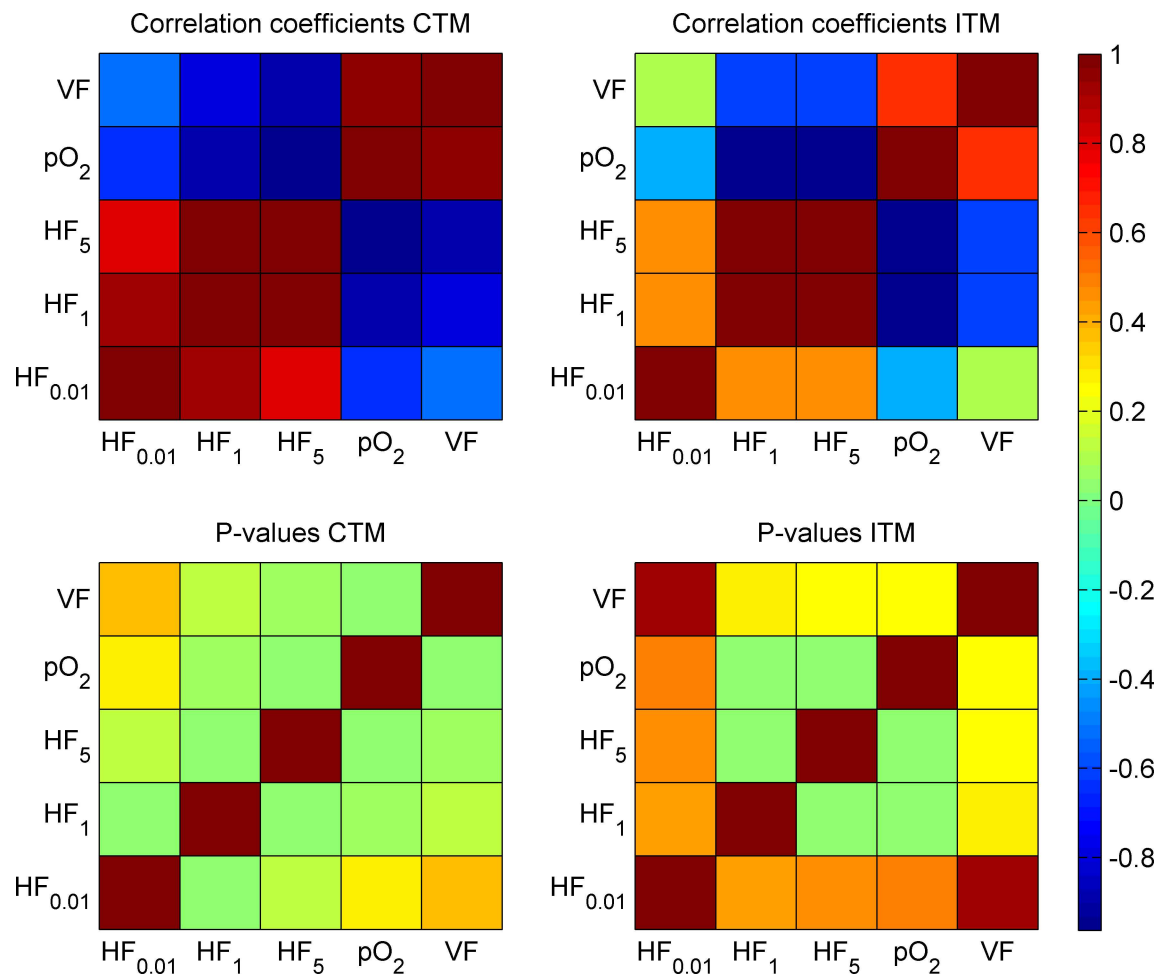 Correlation coefficients CTM
VF
pO2
HF5
HF1
HF0.01
HF0.01 HF1 HF5 pO2 VF
Correlation coefficients ITM
VF
pO2
HF5
HF1
HF0.01
HF0.01 HF1 HF5 pO2 VF
P-values CTM
VF
pO2
HF5
HF1
HF0.01
HF0.01 HF1 HF5 pO2 VF
P-values ITM
VF
pO2
HF5
HF1
HF0.01
HF0.01 HF1 HF5 pO2 VF
1
0.8
0.6
0.4
0.2
0
-0.2
-0.4
-0.6
-0.8